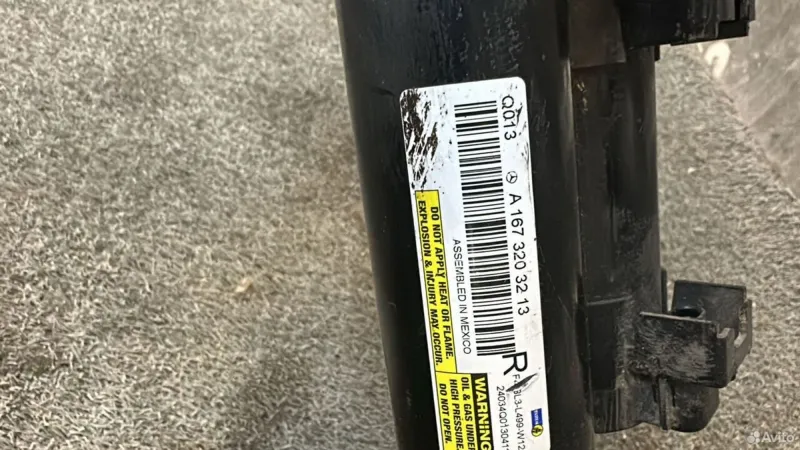 Q013
A 167 320 32 13
ASSEMBLED IN MEXICO
R
24034Q013041
DO NOT APPLY HEAT OR FLAME.
EXPLOSION & INJURY MAY OCCUR.
WARNING
OIL & GAS UNDER
HIGH PRESSURE.
DO NOT OPEN.
Avito